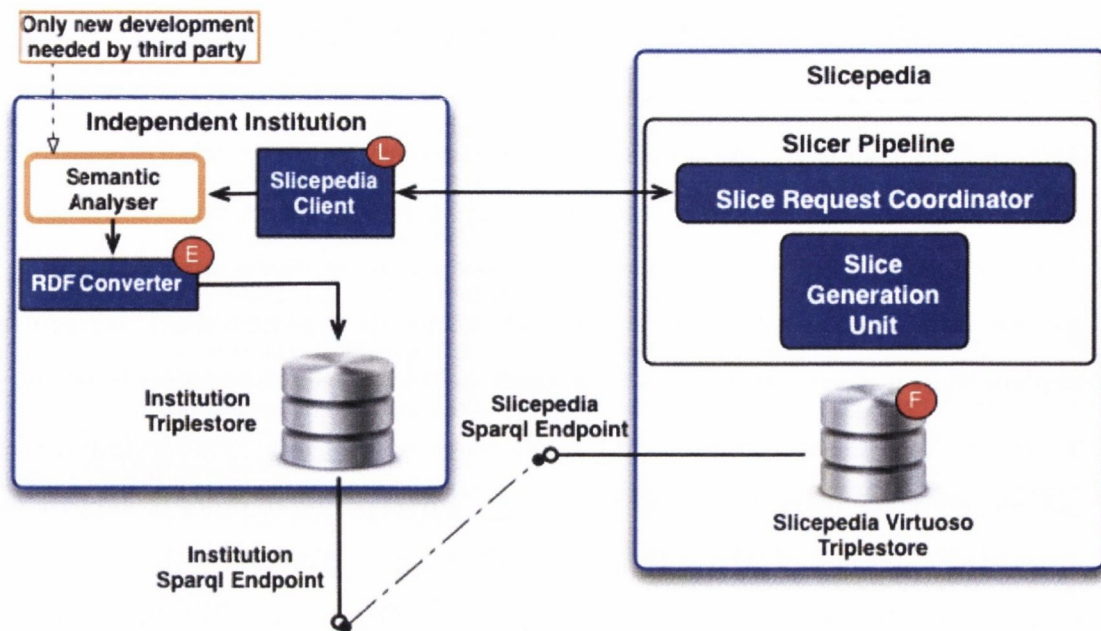 Only new development
needed by third party
Independent Institution
Semantic
Analyser
L
Slicepedia
Client
E
RDF Converter
Institution
Triplestore
Institution
Sparql Endpoint
Slicepedia
Sparql Endpoint
Slicepedia
Slicer Pipeline
Slice Request Coordinator
Slice
Generation
Unit
F
Slicepedia Virtuoso
Triplestore